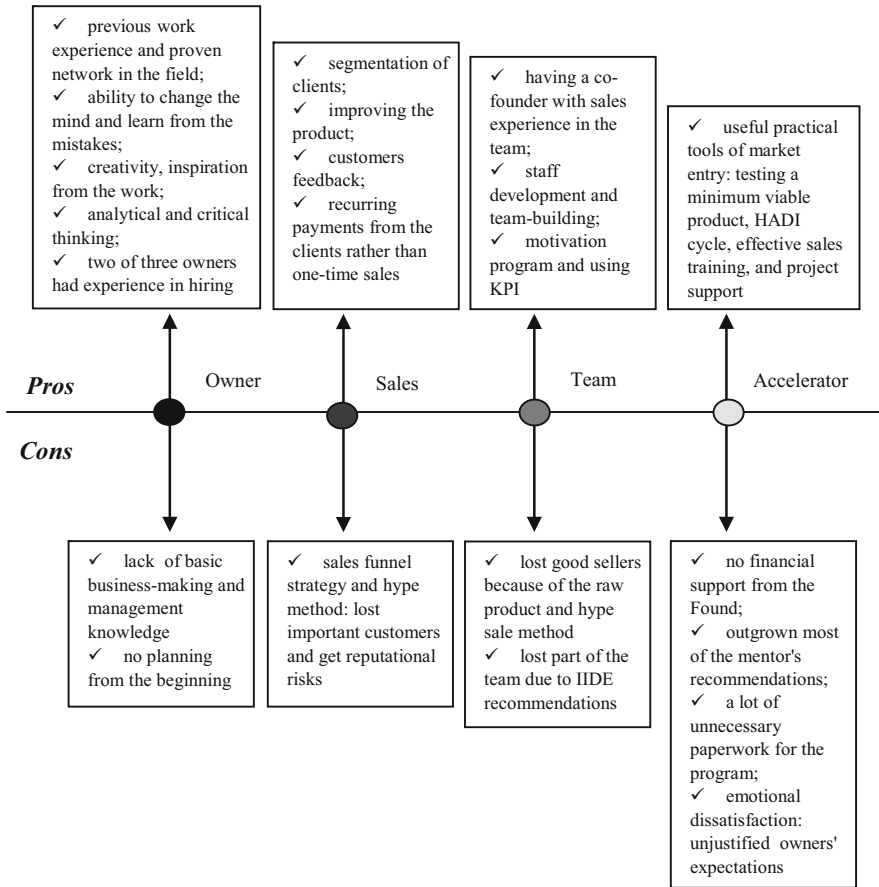 ✓ previous work
experience and proven
network in the field;
✓ ability to change the
mind and learn from the
mistakes;
✓ creativity, inspiration
from the work;
✓ analytical and critical
thinking;
✓ two of three owners
had experience in hiring
✓ segmentation of
clients;
✓ improving the
product;
✓ customers
feedback;
✓ recurring
payments from the
clients rather than
one-time sales
✓ having a co-
founder with sales
experience in the
team;
✓ staff
development and
team-building;
✓ motivation
program and using
KPI
✓ useful practical
tools of market
entry: testing a
minimum viable
product, HADI
cycle, effective sales
training, and project
support
Pros
Owner
Sales
Team
Accelerator
Cons
✓ lack of basic
business-making and
management
knowledge
✓ no planning
from the beginning
✓ sales funnel
strategy and hype
method: lost
important customers
and get reputational
risks
✓ lost good sellers
because of the raw
product and hype
sale method
✓ lost part of the
team due to IIDE
recommendations
✓ no financial
support from the
Found;
✓ outgrown most
of the mentor's
recommendations;
✓ a lot of
unnecessary
paperwork for the
program;
✓ emotional
dissatisfaction:
unjustified owners'
expectations